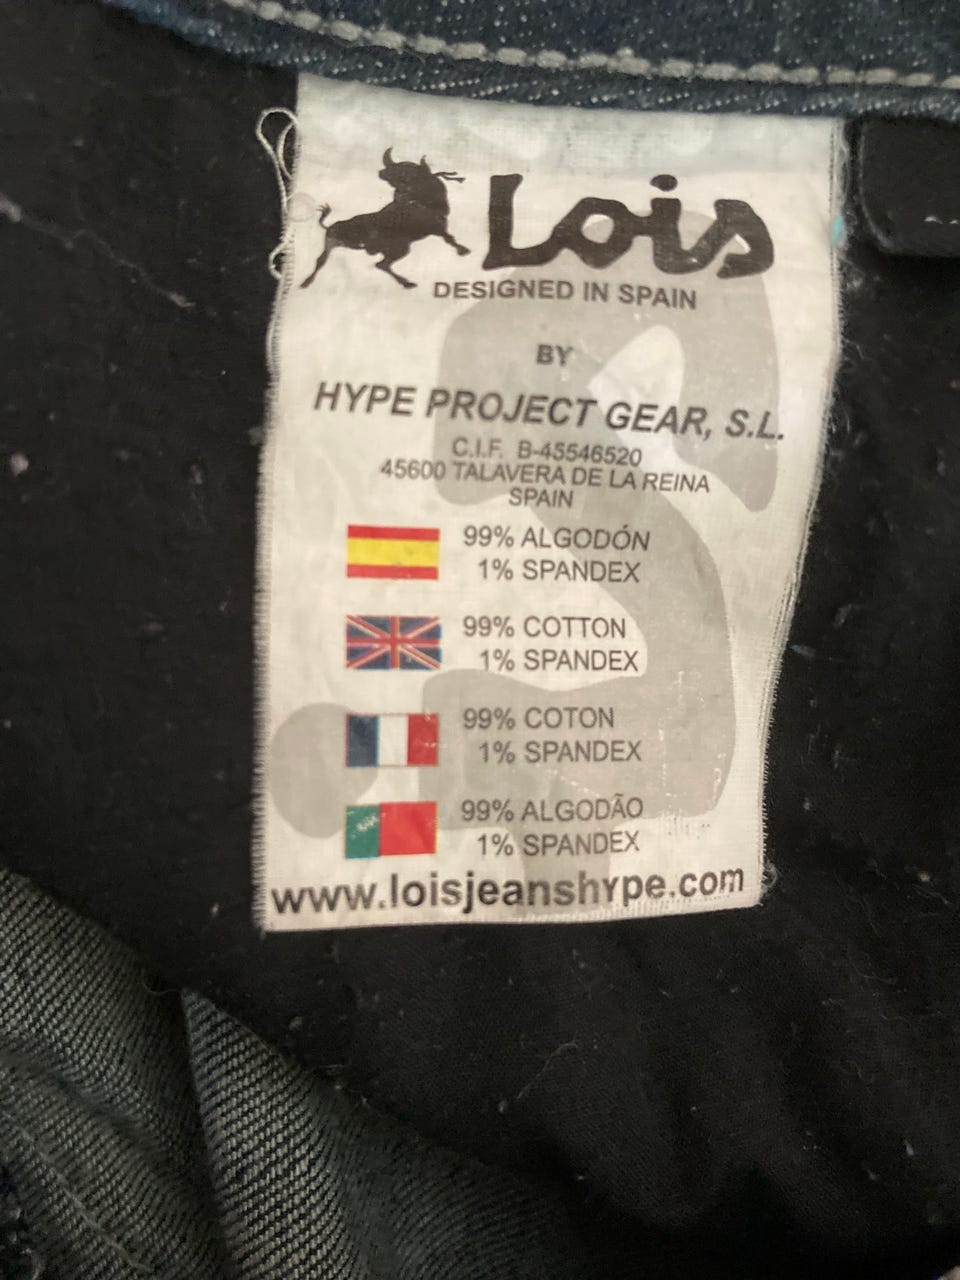 Lois
DESIGNED IN SPAIN
BY
HYPE PROJECT GEAR, S.L.
C.I.F. B-45546520
45600 TALAVERA DE LA REINA
SPAIN
99% ALGODÓN
1% SPANDEX
99% COTTON
1% SPANDEX
99% COTON
1% SPANDEX
99% ALGODÃO
1% SPANDEX
www.loisjeanshype.com